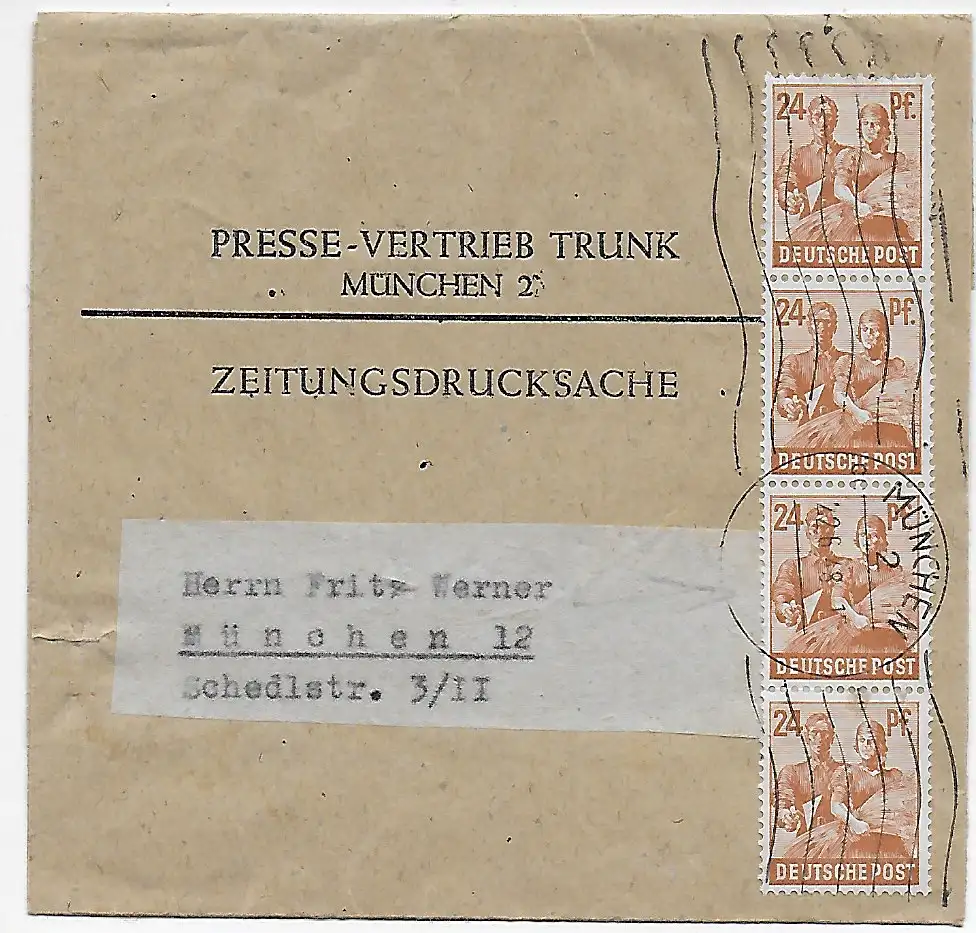 PRESSE-VERTRIEB TRUNK
MÜNCHEN 2
ZEITUNGSDRUCKSACHE
Herrn Fritz Werner
München 12
Schedlstr. 3/II
24 Pf.
DEUTSCHE POST
24 Pf.
DEUTSCHE POST
24 Pf.
DEUTSCHE POST
24 Pf.
DEUTSCHE POST
MÜNCHEN
2